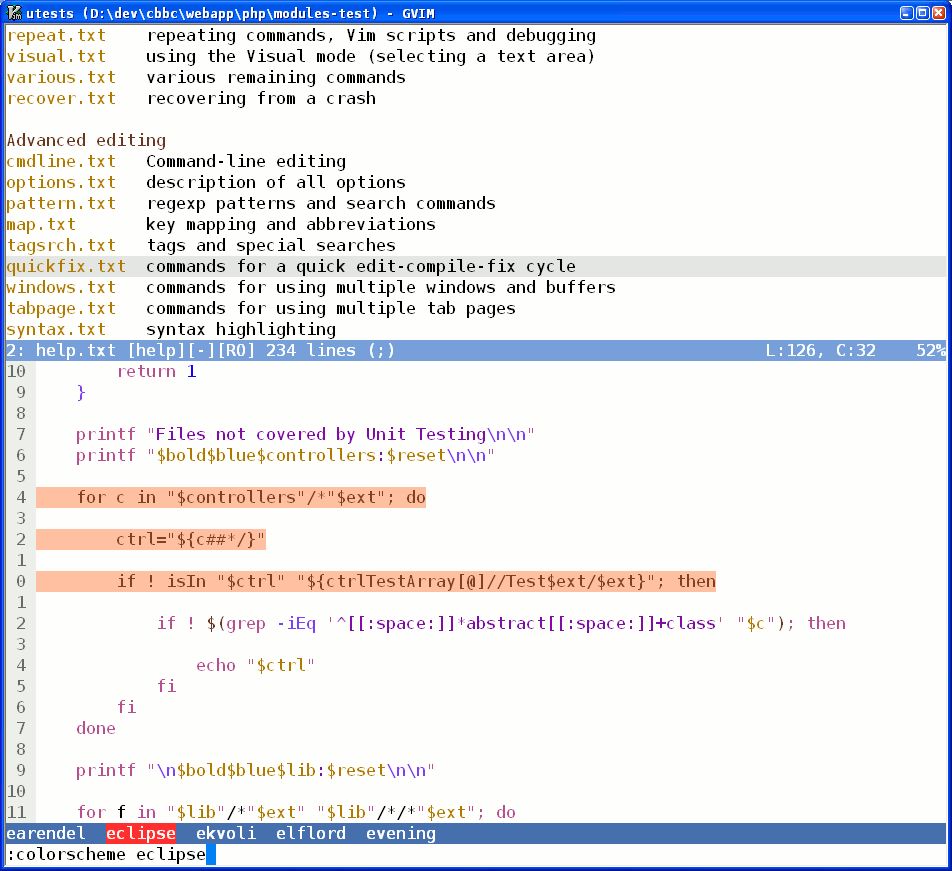 utests (D:\dev\cbbc\webapp\php\modules-test) - GVIM
repeat.txt    repeating commands, Vim scripts and debugging
visual.txt    using the Visual mode (selecting a text area)
various.txt   various remaining commands
recover.txt   recovering from a crash
Advanced editing
cmdline.txt   Command-line editing
options.txt   description of all options
pattern.txt   regexp patterns and search commands
map.txt       key mapping and abbreviations
tagsrch.txt   tags and special searches
quickfix.txt  commands for a quick edit-compile-fix cycle
windows.txt   commands for using multiple windows and buffers
tabpage.txt   commands for using multiple tab pages
syntax.txt    syntax highlighting
2: help.txt [help][-][RO] 234 lines (;)                                     L:126, C:32    52%
10         return 1
 9     }
 8
 7     printf "Files not covered by Unit Testing\n\n"
 6     printf "$bold$blue$controllers:$reset\n\n"
 5
 4     for c in "$controllers"/*"$ext"; do
 3
 2         ctrl="${c##*/}"
 1
 0         if ! isIn "$ctrl" "${ctrlTestArray[@]//Test$ext/$ext}"; then
 1
 2             if ! $(grep -iEq '^[[:space:]]*abstract[[:space:]]+class' "$c"); then
 3
 4                 echo "$ctrl"
 5             fi
 6         fi
 7     done
 8
 9     printf "\n$bold$blue$lib:$reset\n\n"
10
11     for f in "$lib"/*"$ext" "$lib"/*/*"$ext"; do
earendel  eclipse  ekvoli  elflord  evening
:colorscheme eclipse